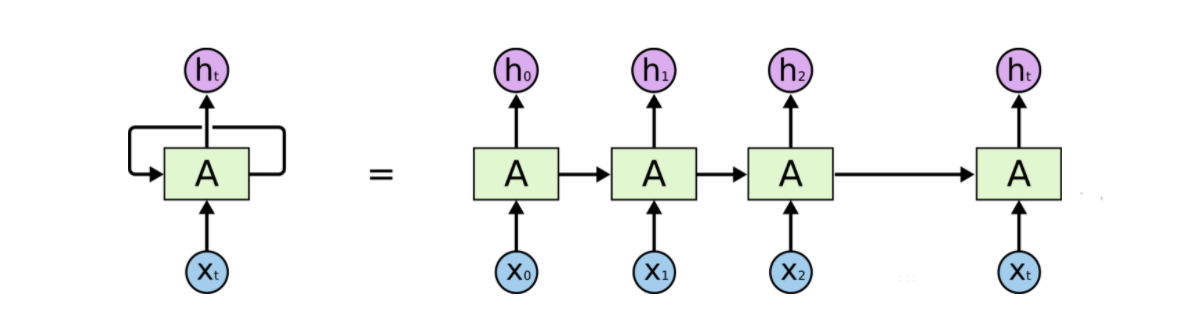 hₜ h₀ h₁ h₂ hₜ
A = A A A A
xₜ x₀ x₁ x₂ xₜ